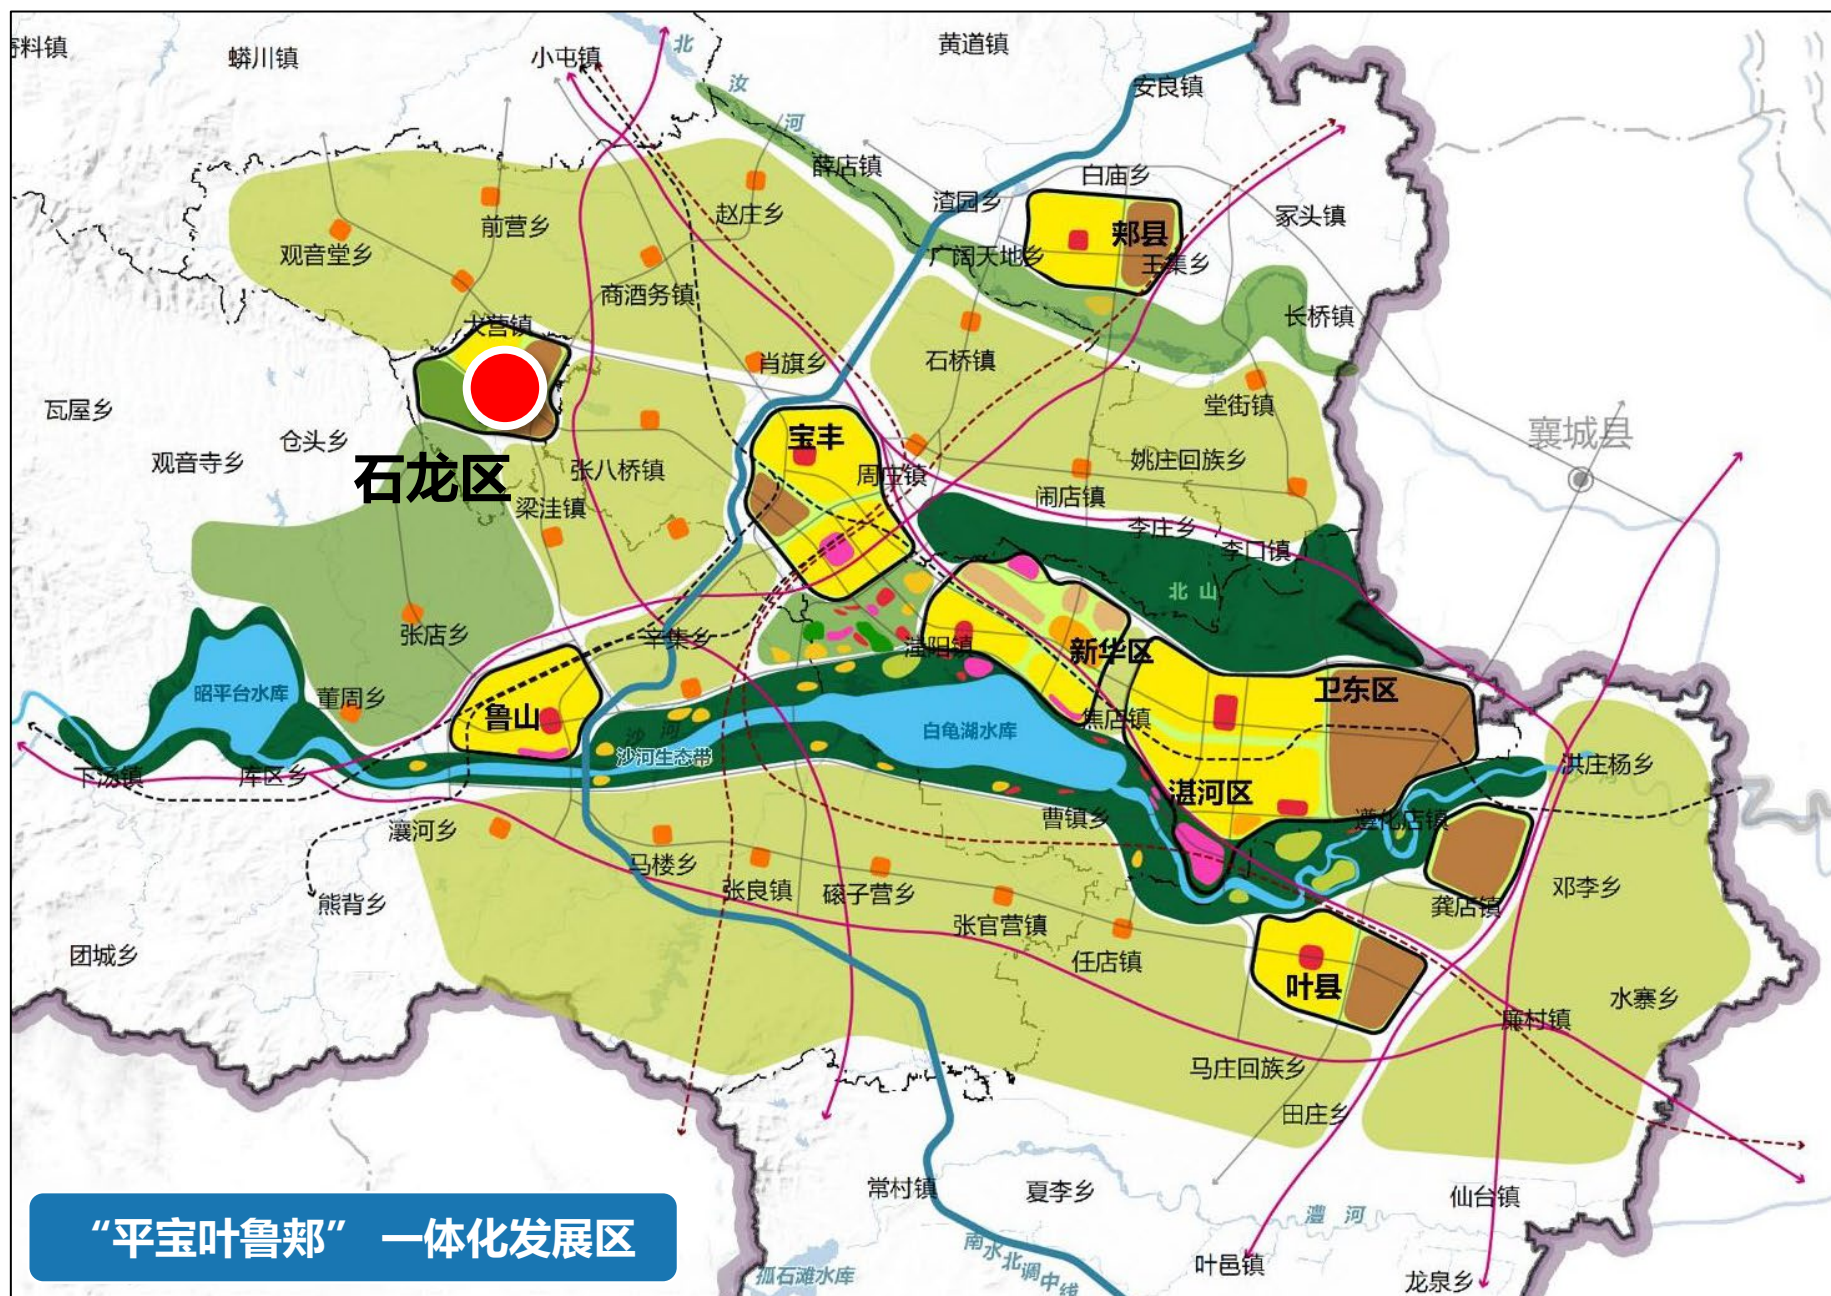 蟒川镇
小屯镇
北
汝
河
黄道镇
安良镇
薛店镇
白庙乡
渣园乡
冢头镇
郏县
王集乡
广阔天地乡
赵庄乡
前营乡
观音堂乡
商酒务镇
大营镇
长桥镇
肖旗乡
石桥镇
堂街镇
瓦屋乡
仓头乡
观音寺乡
石龙区
张八桥镇
梁洼镇
宝丰
周庄镇
姚庄回族乡
闹店镇
李庄乡
李口镇
襄城县
北山
张店乡
辛集乡
滍阳镇
新华区
昭平台水库
董周乡
鲁山
卫东区
焦店镇
白龟湖水库
沙河
沙河生态带
下汤镇
库区乡
湛河区
洪庄杨乡
曹镇乡
遵化店镇
瀼河乡
马楼乡
张良镇
磙子营乡
张官营镇
任店镇
龚店镇
邓李乡
熊背乡
团城乡
叶县
水寨乡
廉村镇
马庄回族乡
田庄乡
常村镇
夏李乡
仙台镇
澧河
南水北调中线
叶邑镇
龙泉乡
孤石滩水库
“平宝叶鲁郏” 一体化发展区